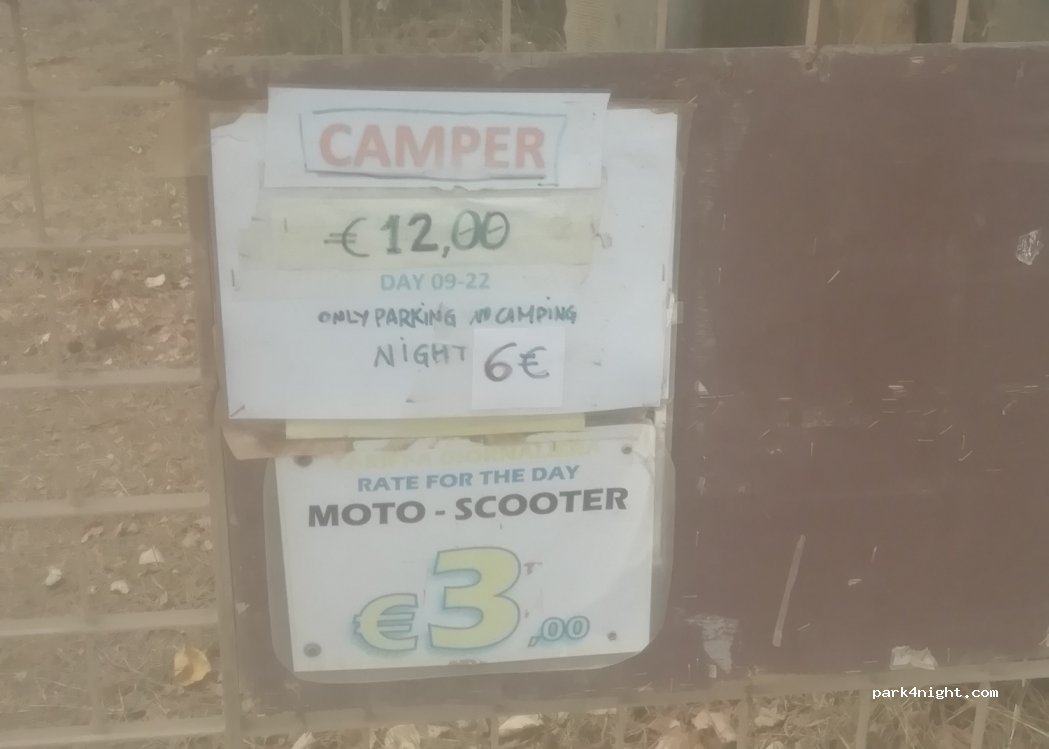 CAMPER
€ 12,00
DAY 09-22
ONLY PARKING NO CAMPING
NIGHT 6€
RATE FOR THE DAY
MOTO - SCOOTER
€3,00
park4night.com